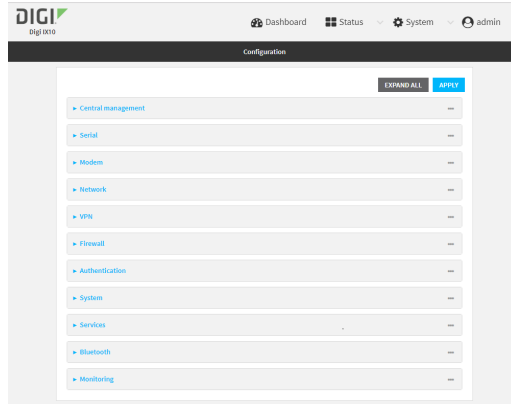 DIGI
Digi IX10
Dashboard
Status
System
admin
Configuration
EXPAND ALL
APPLY
Central management
Serial
Modem
Network
VPN
Firewall
Authentication
System
Services
Bluetooth
Monitoring